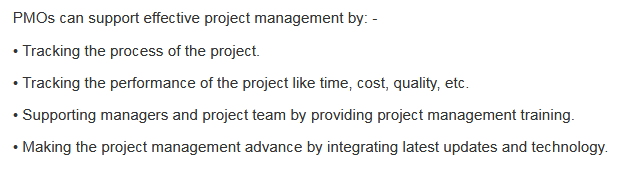 PMOs can support effective project management by: -
• Tracking the process of the project.
• Tracking the performance of the project like time, cost, quality, etc.
• Supporting managers and project team by providing project management training.
• Making the project management advance by integrating latest updates and technology.